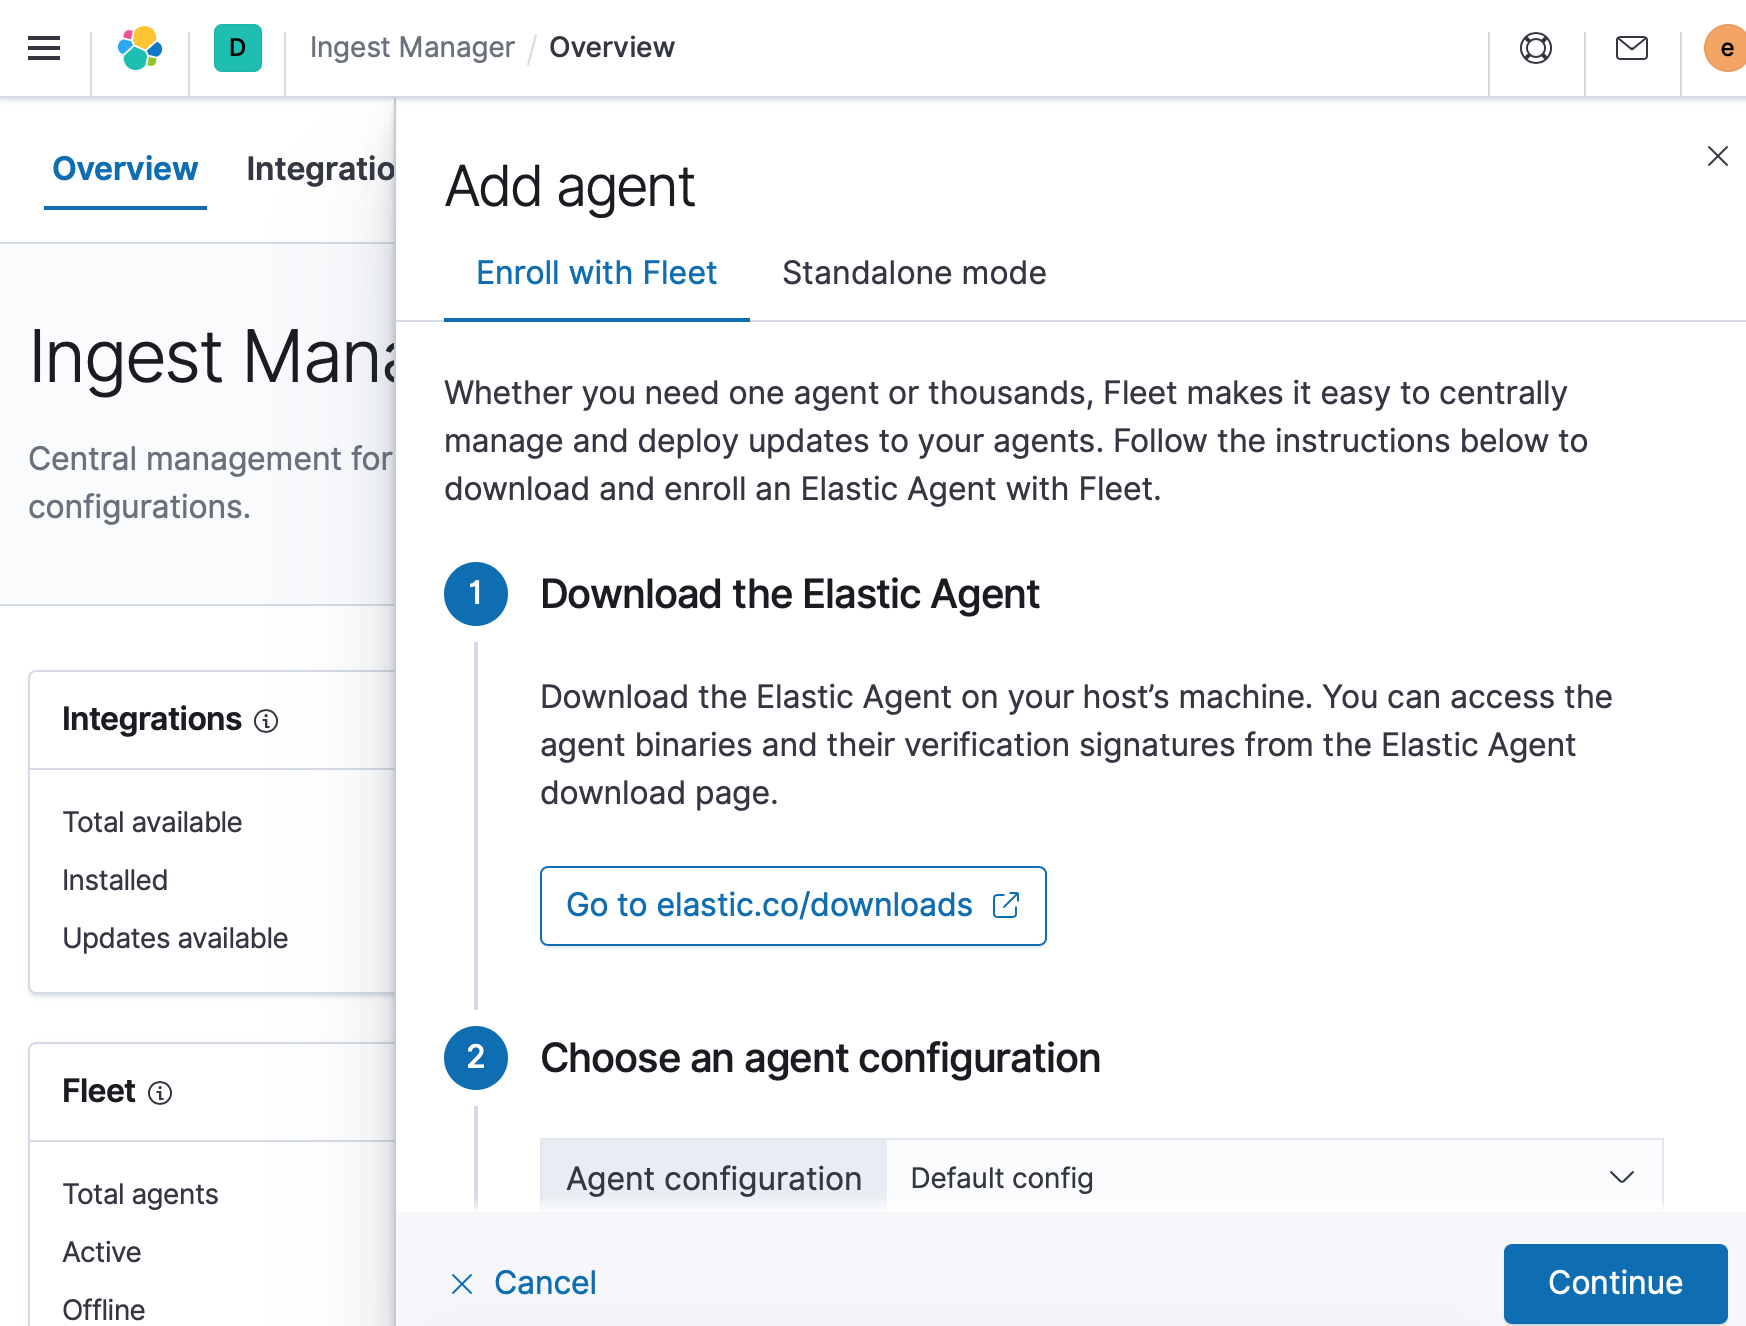 D
Ingest Manager / Overview
e
Overview
Integratio
Ingest Mana
Central management for
configurations.
Integrations
Total available
Installed
Updates available
Fleet
Total agents
Active
Offline
Add agent
Enroll with Fleet
Standalone mode
Whether you need one agent or thousands, Fleet makes it easy to centrally
manage and deploy updates to your agents. Follow the instructions below to
download and enroll an Elastic Agent with Fleet.
1
Download the Elastic Agent
Download the Elastic Agent on your host’s machine. You can access the
agent binaries and their verification signatures from the Elastic Agent
download page.
Go to elastic.co/downloads
2
Choose an agent configuration
Agent configuration
Default config
Cancel
Continue